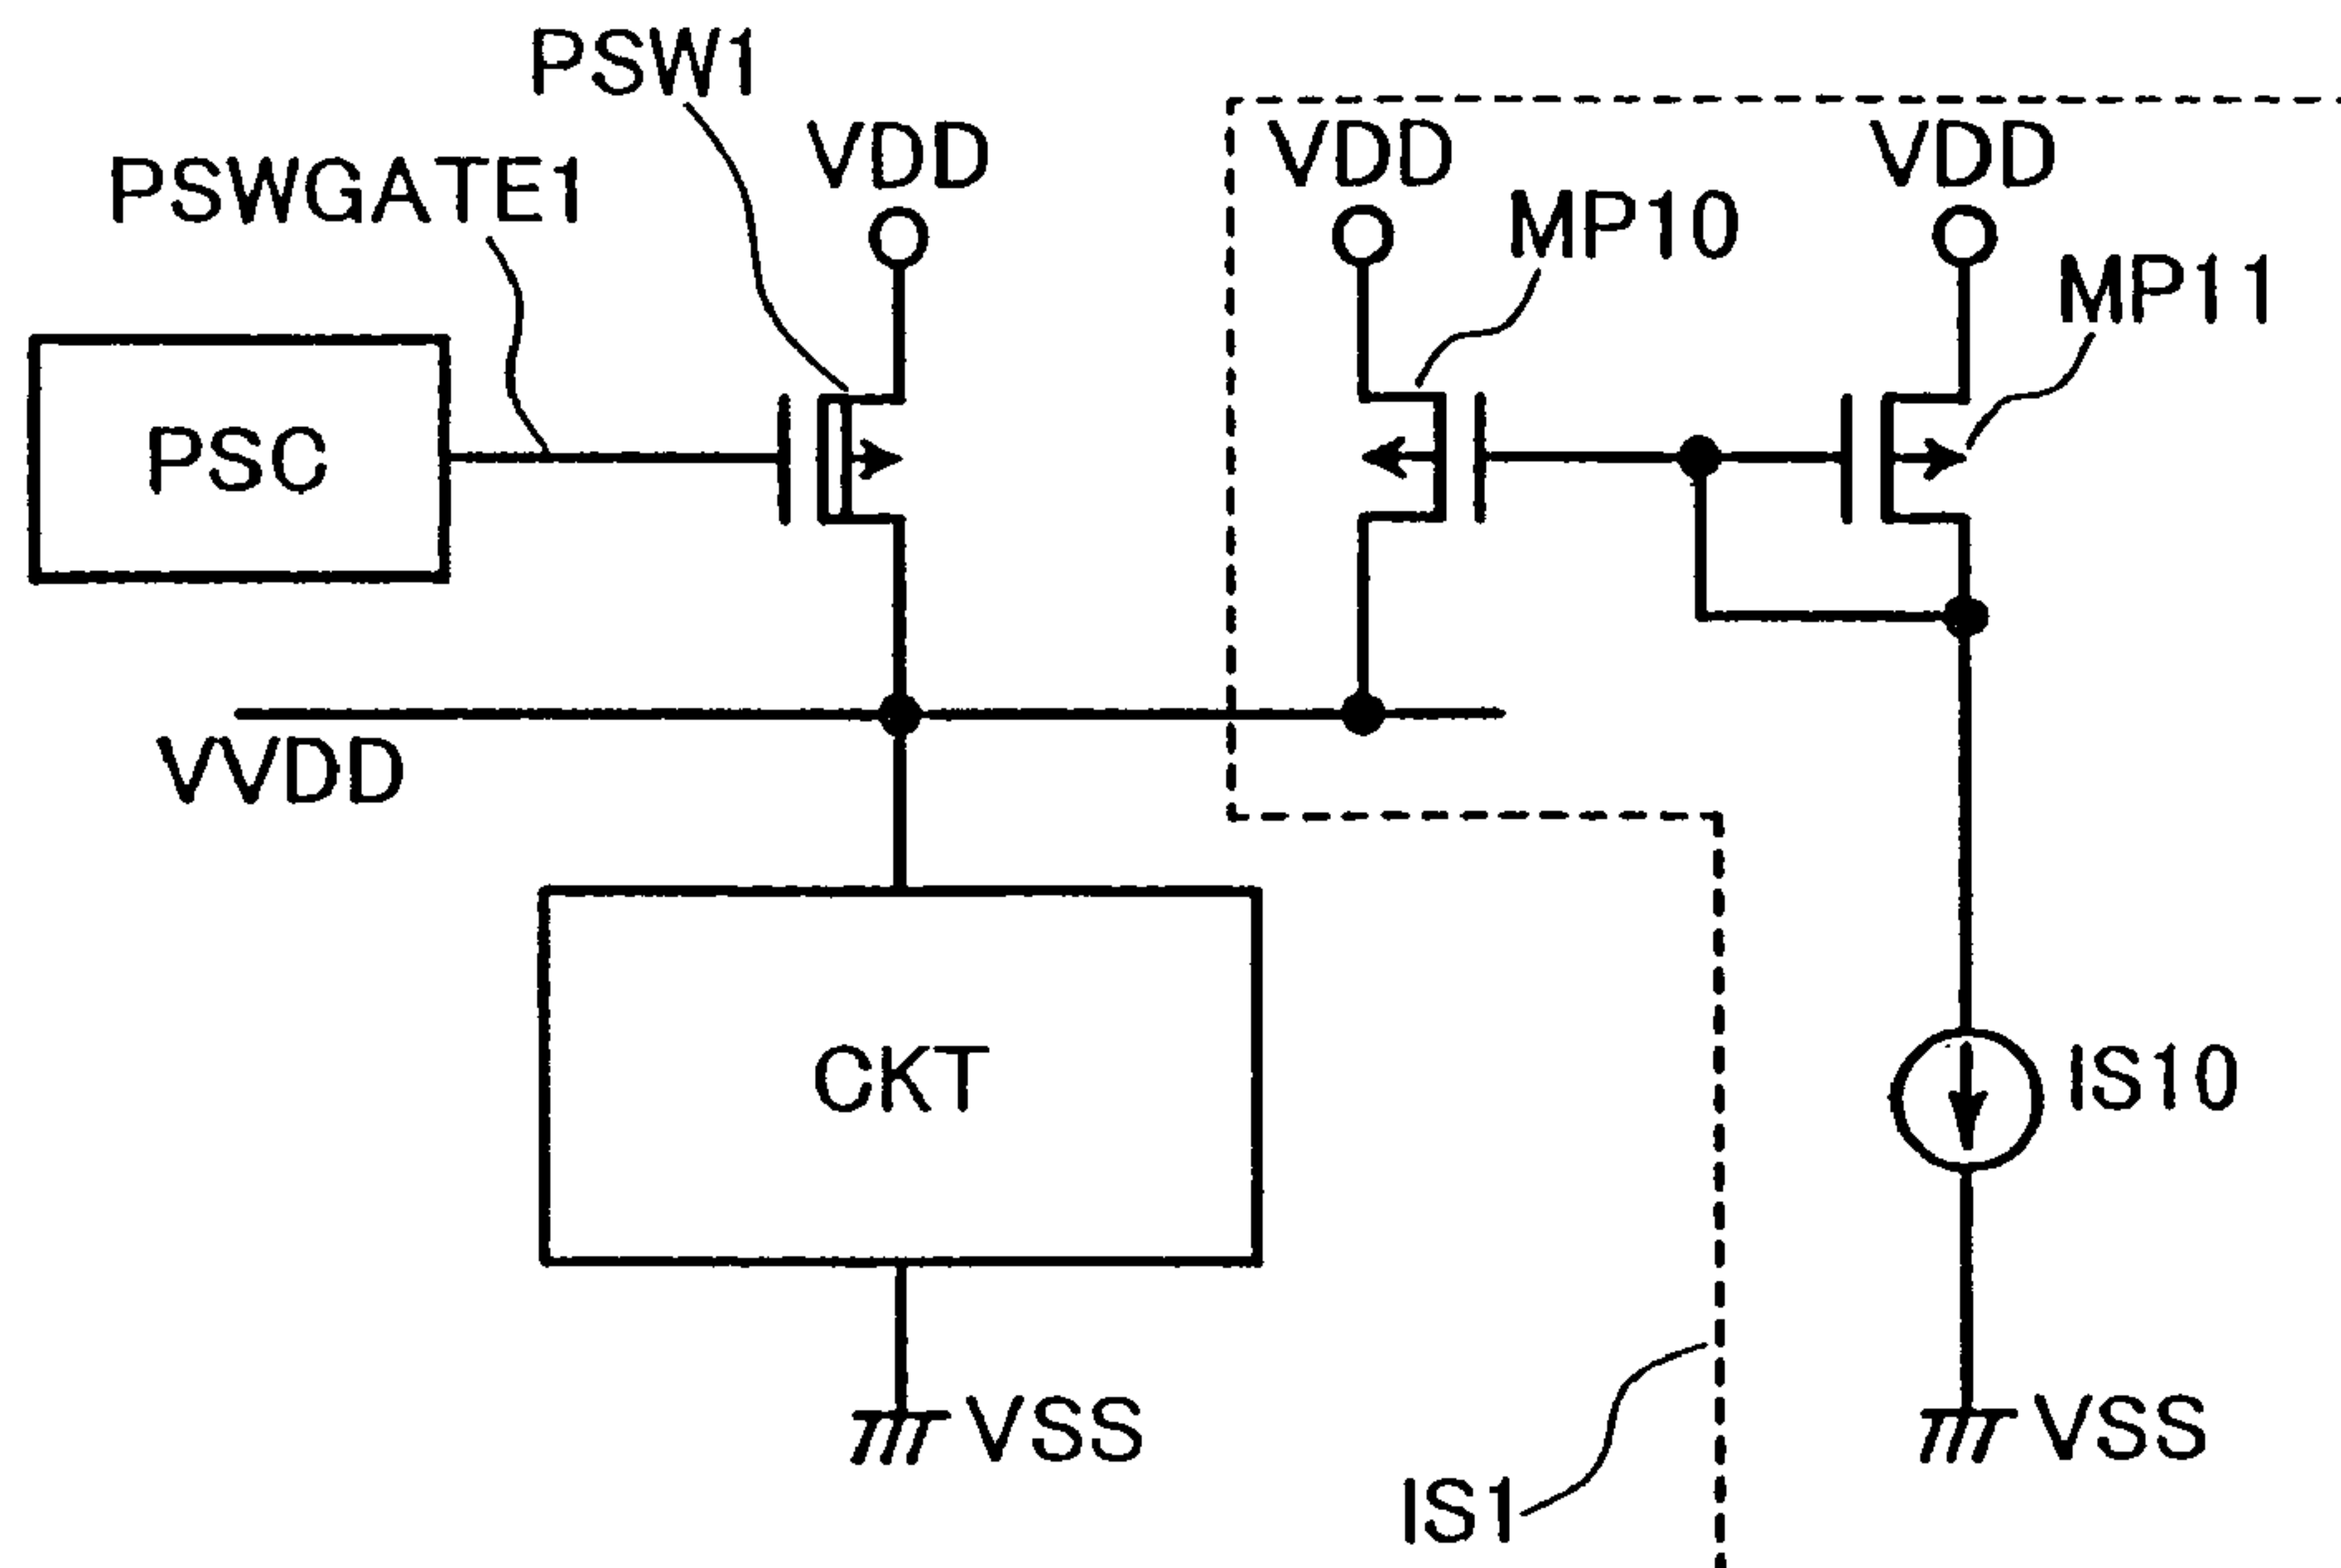 PSW1
VDD
VDD
VDD
PSWGATE1
MP10
MP11
PSC
VVDD
CKT
IS10
VSS
VSS
IS1